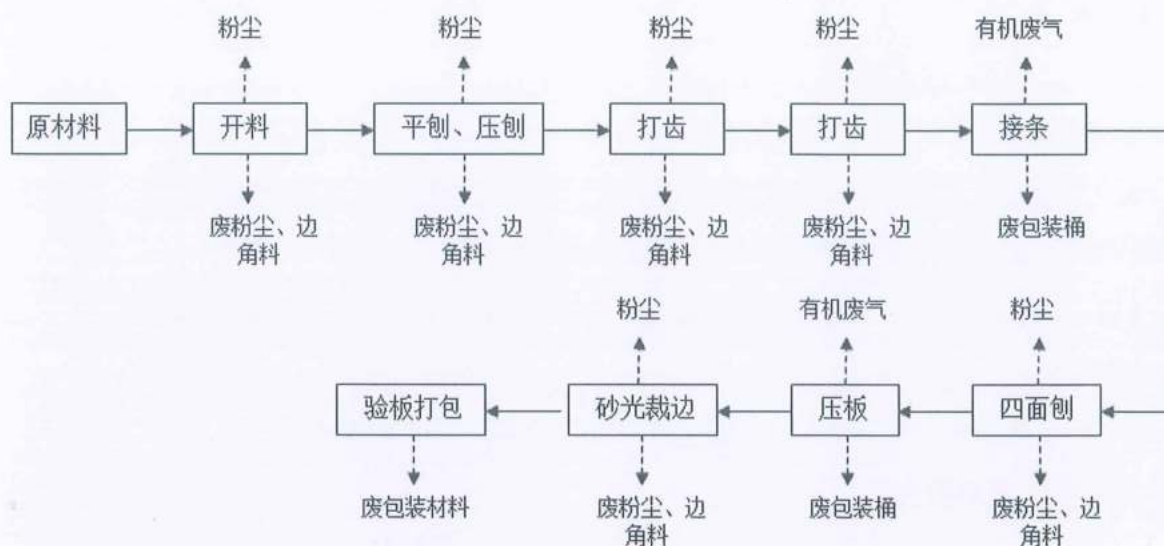 粉尘 粉尘 粉尘 粉尘 有机废气
原材料 开料 平刨、压刨 打齿 打齿 接条
废粉尘、边 废粉尘、边 废粉尘、边 废粉尘、边 废包装桶
角料 角料 角料 角料
粉尘 有机废气 粉尘
验板打包 砂光裁边 压板 四面刨
废包装材料 废粉尘、边 废包装桶 废粉尘、边
角料 角料